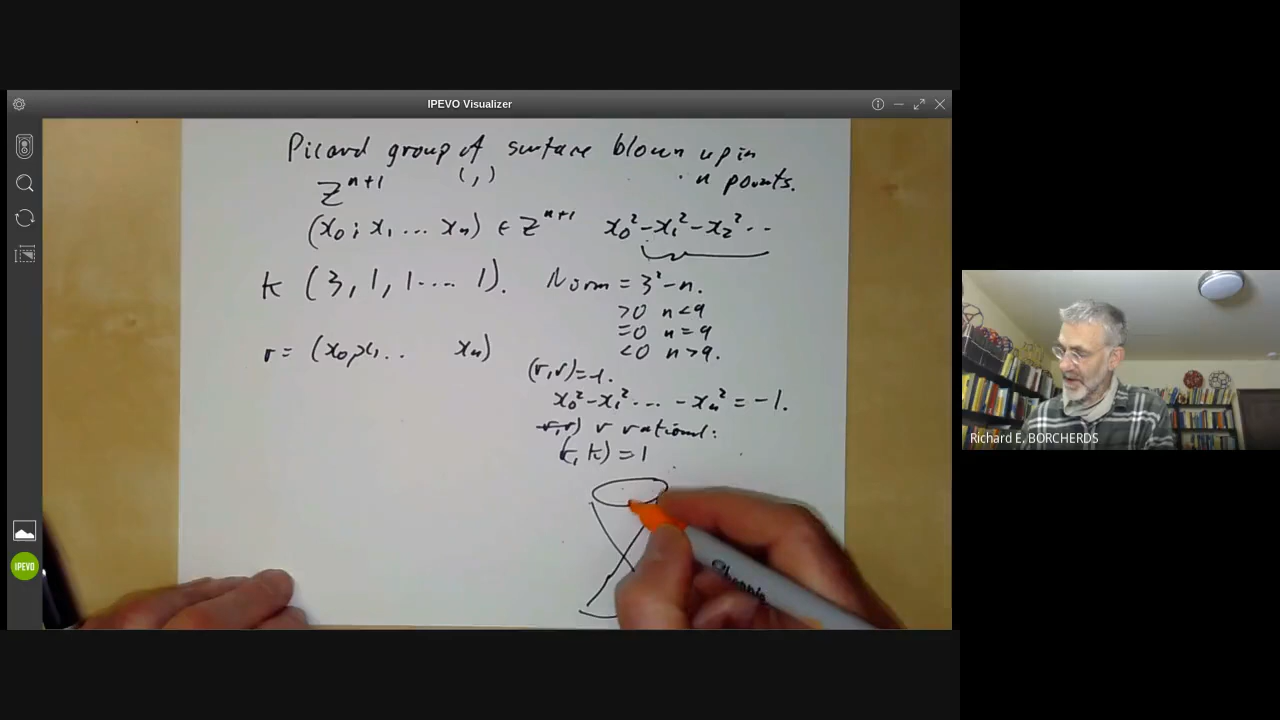 IPEVO Visualizer
Picard group of surface blown up in
Z^{n+1} ( , ) n points.
(x_0; x_1 ... x_n) ∈ Z^{n+1} x_0^2 - x_1^2 - x_2^2 ...
k (3, 1, 1 .... 1). Norm = 3^2 - n.
>0 n<9
=0 n=9
<0 n>9.
r = (x_0, x_1 .. x_n)
(r, r) = -1.
x_0^2 - x_1^2 ... - x_n^2 = -1.
r rational:
(r, k) = 1
Sharpie
IPEVO
Richard E. BORCHERDS